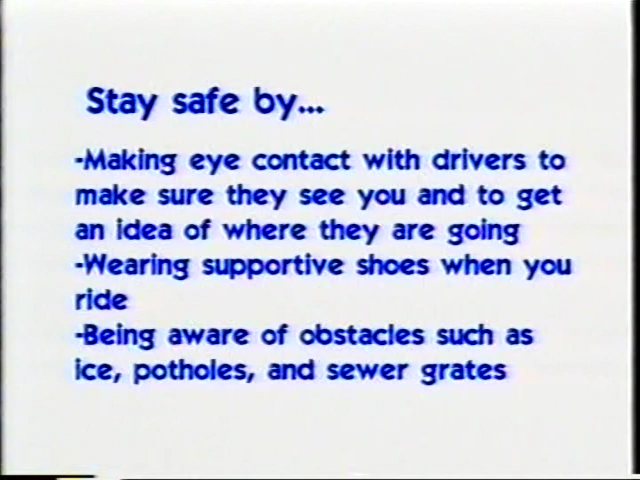 Stay safe by...
-Making eye contact with drivers to
make sure they see you and to get
an idea of where they are going
-Wearing supportive shoes when you
ride
-Being aware of obstacles such as
ice, potholes, and sewer grates